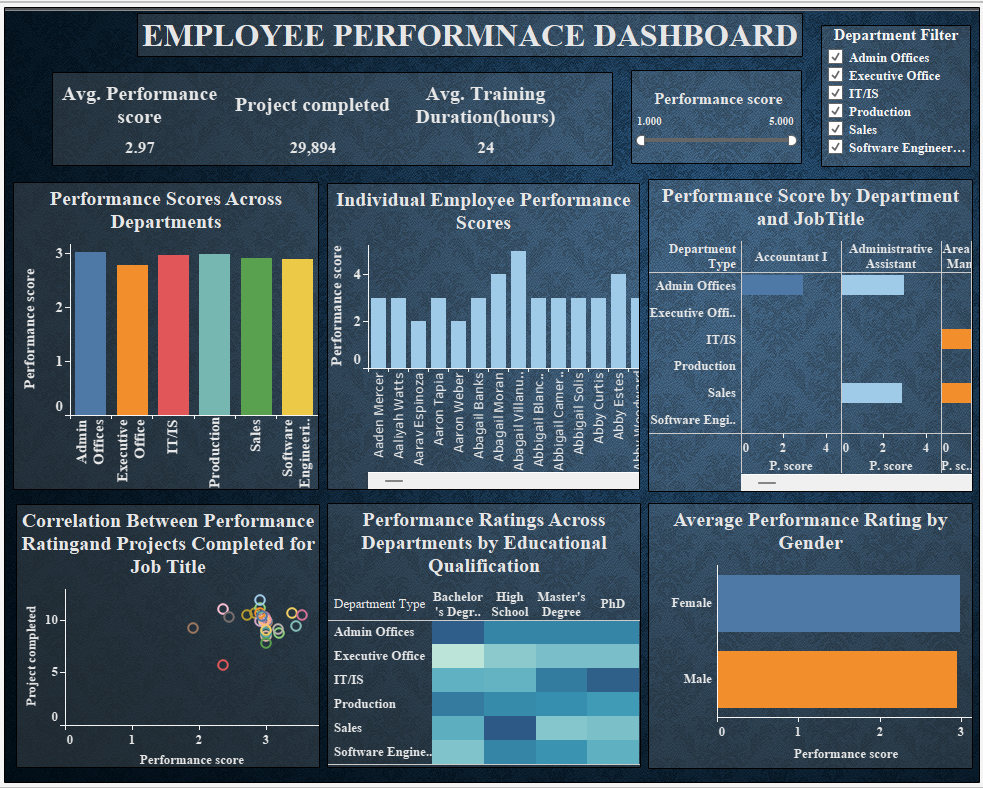 EMPLOYEE PERFORMNACE DASHBOARD
Department Filter
Admin Offices
Executive Office
IT/IS
Production
Sales
Software Engineer...
Avg. Performance
score
2.97
Project completed
29,894
Avg. Training
Duration(hours)
24
Performance score
1.000 5.000
Performance Scores Across
Departments
Performance score
3
2
1
0
Admin
Offices
Executive
Office
IT/IS
Production
Sales
Software
Engineeri..
Individual Employee Performance
Scores
Performance score
4
2
0
Aaden Mercer
Aaliyah Watts
Aarav Espinoza
Aaron Tapia
Aaron Weber
Abagail Banks
Abagail Moran
Abagail Villanu..
Abbigail Blanc..
Abbigail Camer..
Abbigail Solis
Abby Curtis
Abby Estes
Abby Woodward
Performance Score by Department
and JobTitle
Department
Type
Accountant I
Administrative
Assistant
Area
Man
Admin Offices
Executive Offi..
IT/IS
Production
Sales
Software Engi..
0 2 4 0 2 4 0
P. score P. score P. sc..
Correlation Between Performance
Ratingand Projects Completed for
Job Title
Project completed
10
5
0
0 1 2 3
Performance score
Performance Ratings Across
Departments by Educational
Qualification
Department Type
Bachelor
's Degr..
High
School
Master's
Degree
PhD
Admin Offices
Executive Office
IT/IS
Production
Sales
Software Engine..
Average Performance Rating by
Gender
Female
Male
0 1 2 3
Performance score